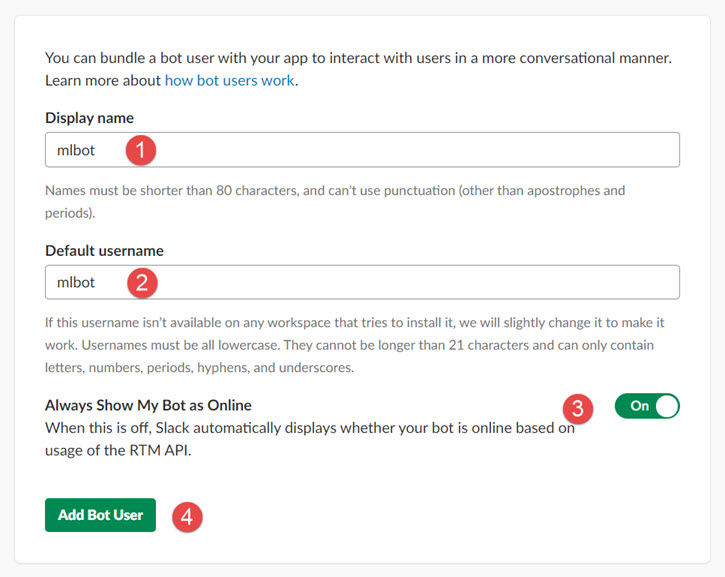 You can bundle a bot user with your app to interact with users in a more conversational manner.
Learn more about how bot users work.
Display name
mlbot 1
Names must be shorter than 80 characters, and can't use punctuation (other than apostrophes and
periods).
Default username
mlbot 2
If this username isn't available on any workspace that tries to install it, we will slightly change it to make it
work. Usernames must be all lowercase. They cannot be longer than 21 characters and can only contain
letters, numbers, periods, hyphens, and underscores.
Always Show My Bot as Online 3 On
When this is off, Slack automatically displays whether your bot is online based on
usage of the RTM API.
Add Bot User 4